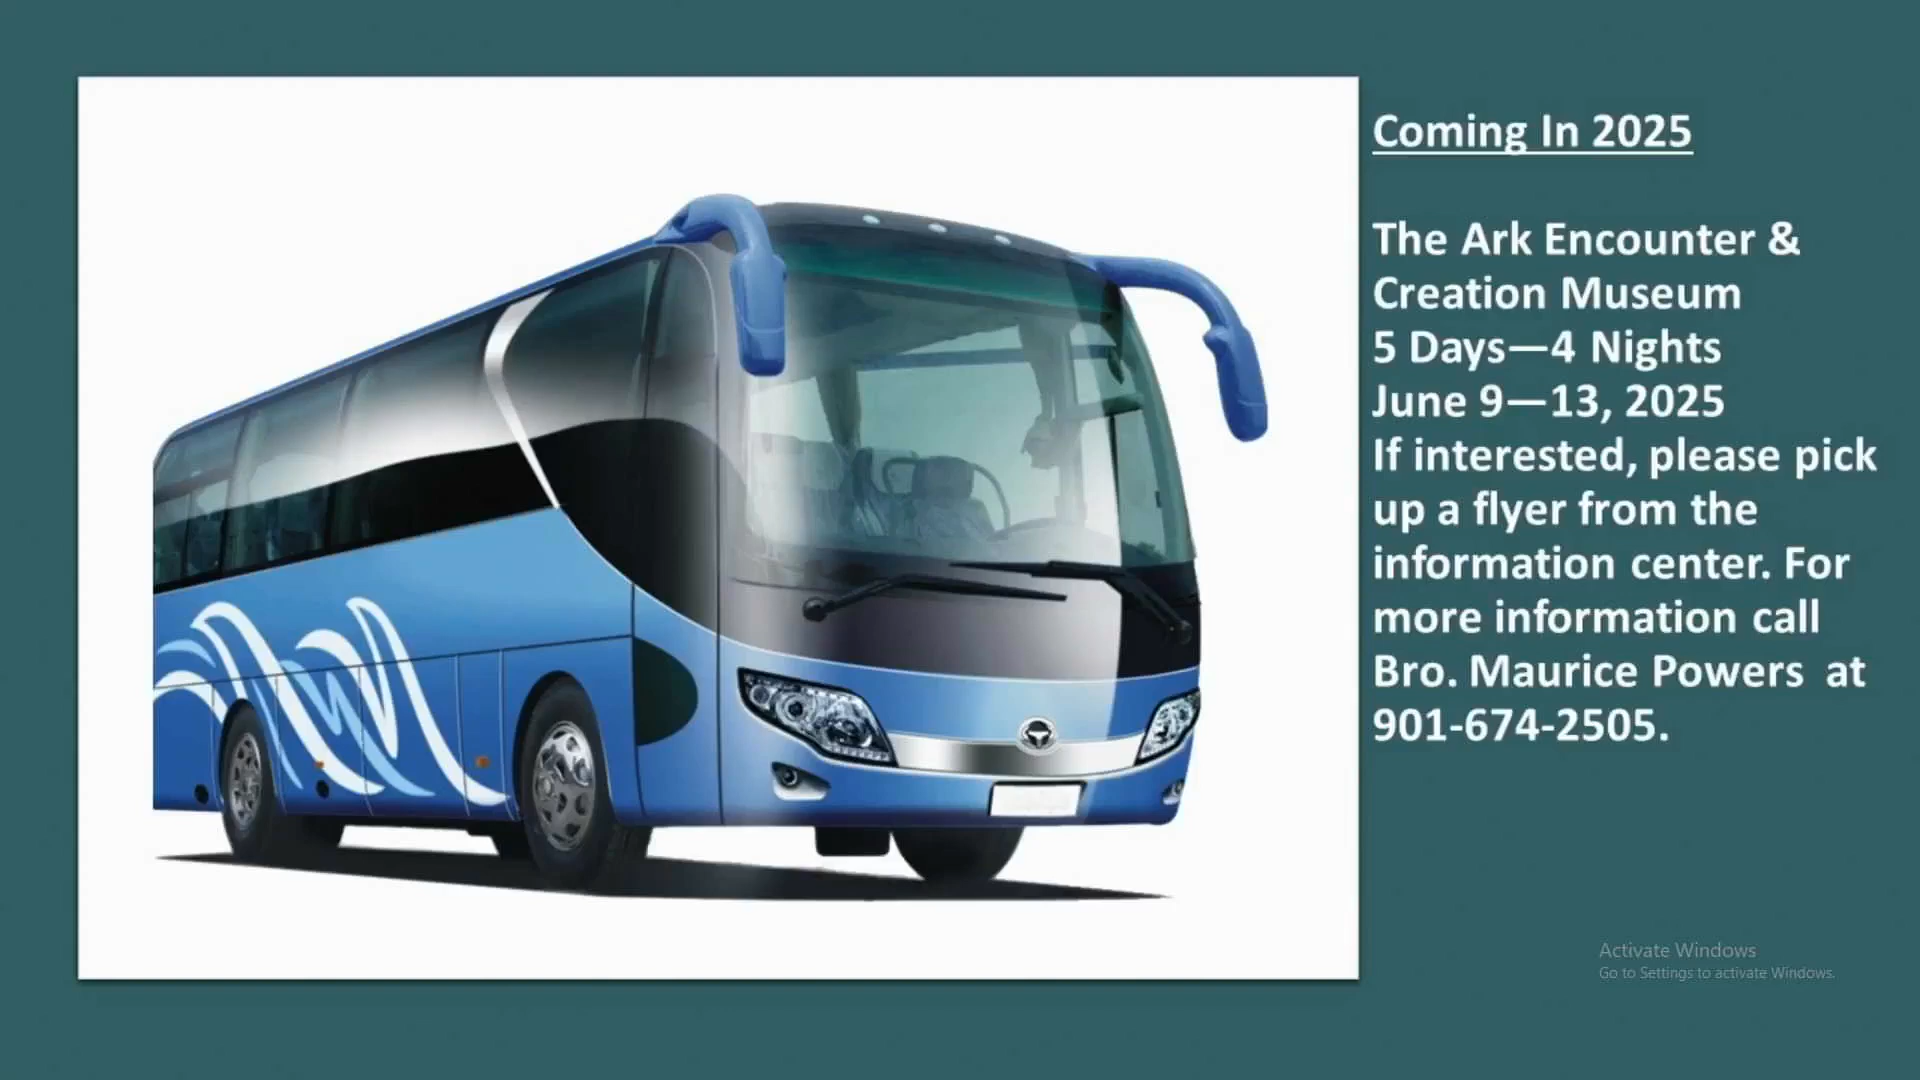 Coming In 2025
The Ark Encounter &
Creation Museum
5 Days—4 Nights
June 9—13, 2025
If interested, please pick
up a flyer from the
information center. For
more information call
Bro. Maurice Powers  at
901-674-2505.
Activate Windows
Go to Settings to activate Windows.